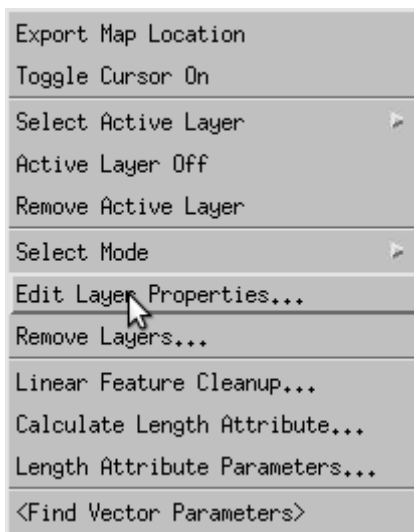 Export Map Location
Toggle Cursor On
Select Active Layer
Active Layer Off
Remove Active Layer
Select Mode
Edit Layer Properties...
Remove Layers...
Linear Feature Cleanup...
Calculate Length Attribute...
Length Attribute Parameters...
<Find Vector Parameters>